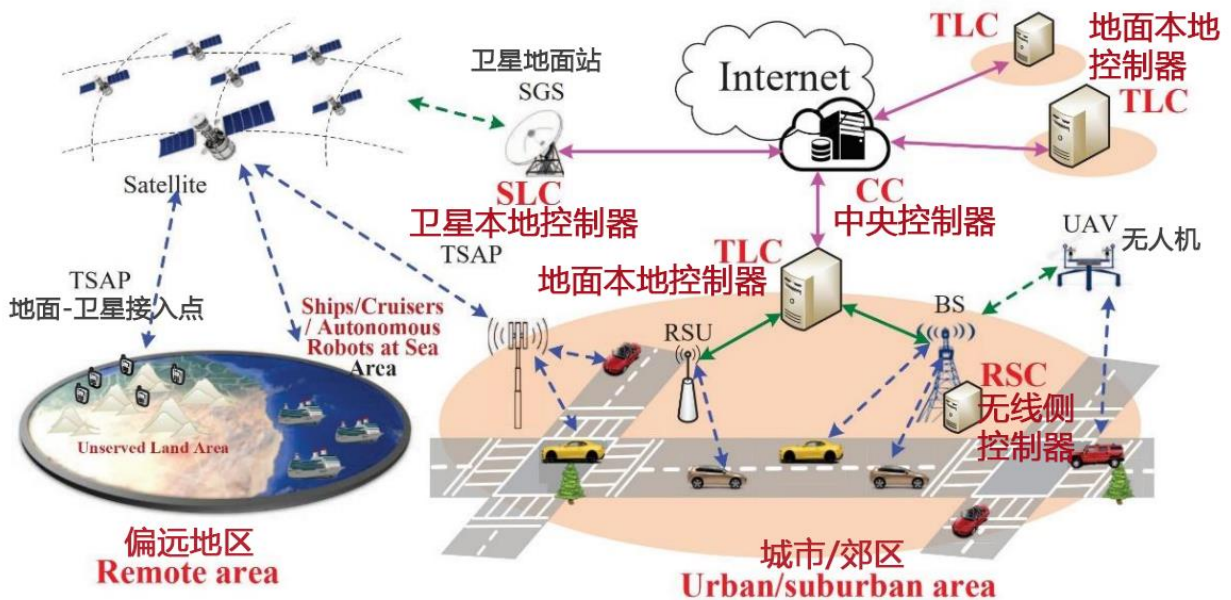 TLC
地面本地
控制器
TLC
Internet
卫星地面站
SGS
Satellite
SLC
卫星本地控制器
TSAP
CC
中央控制器
UAV 无人机
TLC
地面本地控制器
TSAP
地面-卫星接入点
Ships/Cruisers
/ Autonomous
Robots at Sea
Area
RSU
BS
RSC
无线侧
控制器
Unserved Land Area
偏远地区
Remote area
城市/郊区
Urban/suburban area